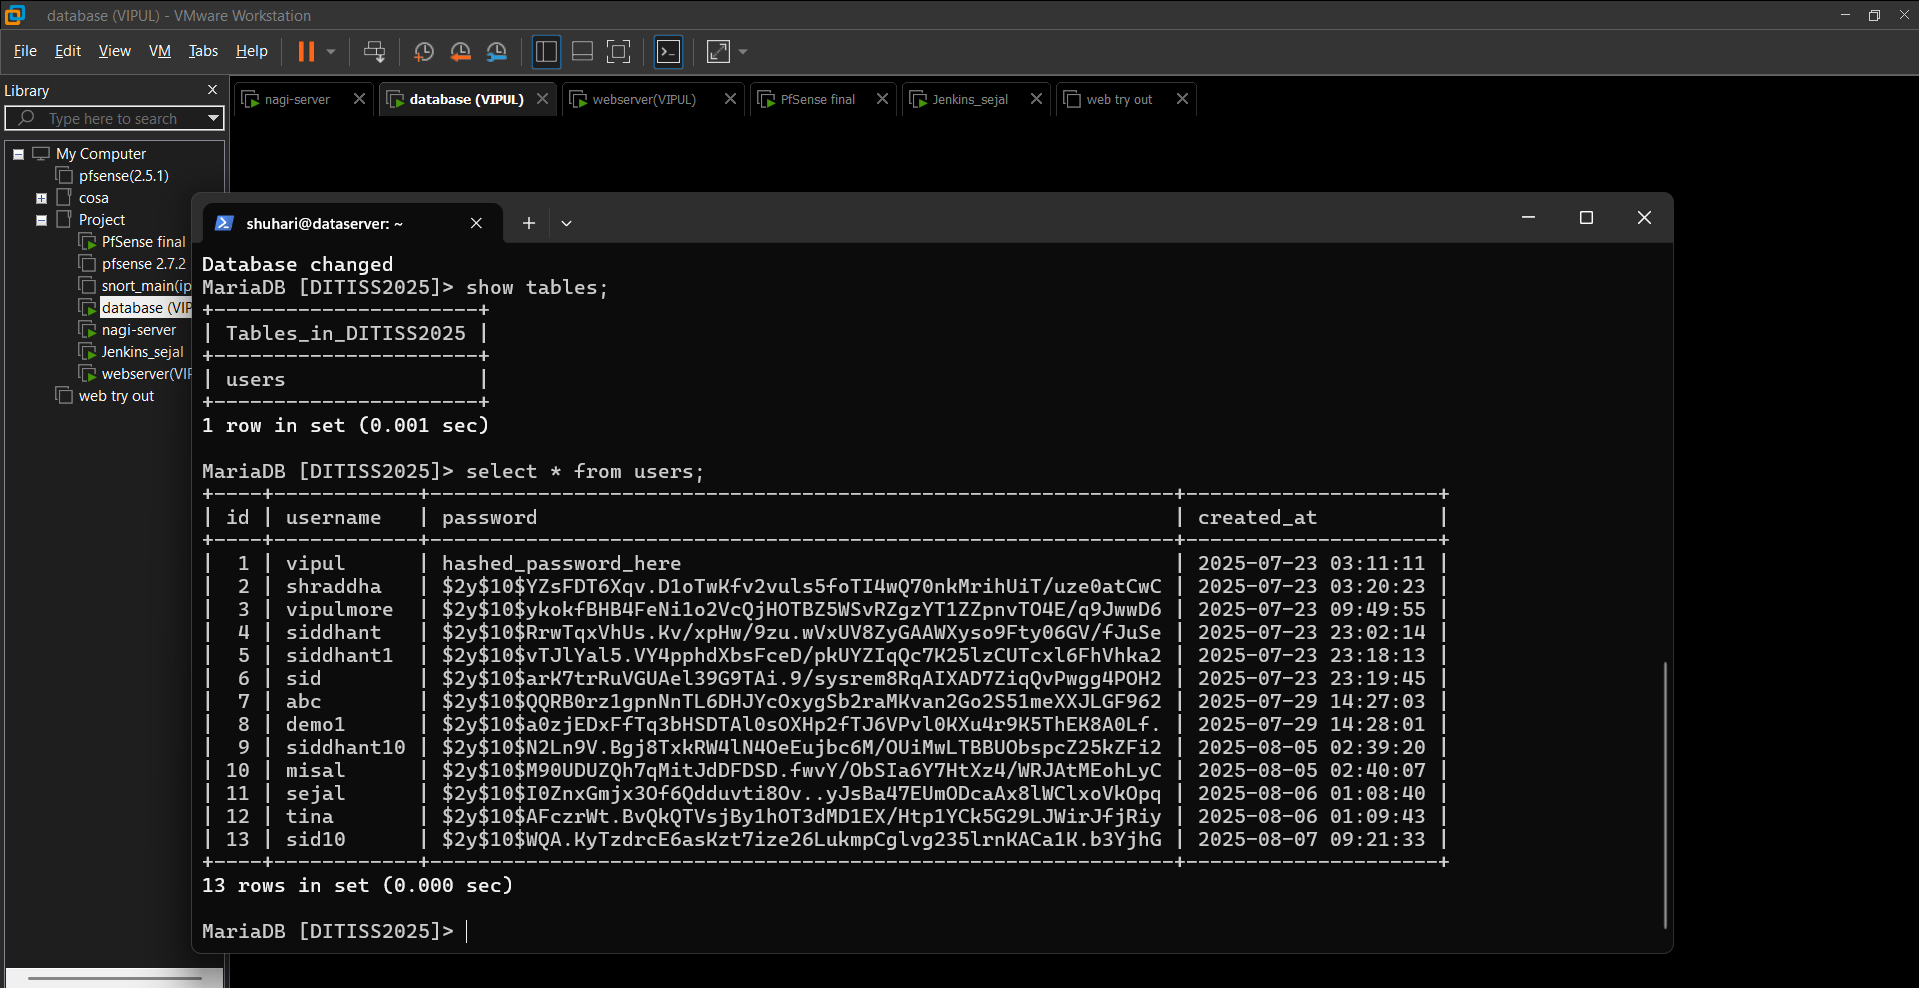 database (VIPUL) - VMware Workstation
File Edit View VM Tabs Help
Library
Type here to search
nagi-server
database (VIPUL)
webserver(VIPUL)
PfSense final
Jenkins_sejal
web try out
My Computer
pfsense(2.5.1)
cosa
Project
PfSense final
pfsense 2.7.2
snort_main(ip
database (VIP
nagi-server
Jenkins_sejal
webserver(VIP
web try out
shuhari@dataserver: ~
Database changed
MariaDB [DITISS2025]> show tables;
+----------------------+
| Tables_in_DITISS2025 |
+----------------------+
| users                |
+----------------------+
1 row in set (0.001 sec)
MariaDB [DITISS2025]> select * from users;
+----+------------+--------------------------------------------------------------+---------------------+
| id | username   | password                                                     | created_at          |
+----+------------+--------------------------------------------------------------+---------------------+
|  1 | vipul      | hashed_password_here                                         | 2025-07-23 03:11:11 |
|  2 | shraddha   | $2y$10$YZsFDT6Xqv.D1oTwKfv2vuls5foTI4wQ70nkMrihUiT/uze0atCwC | 2025-07-23 03:20:23 |
|  3 | vipulmore  | $2y$10$ykokfBHB4FeNi1o2VcQjHOTBZ5WSvRZgzYT1ZZpnvTO4E/q9JwwD6 | 2025-07-23 09:49:55 |
|  4 | siddhant   | $2y$10$RrwTqxVhUs.Kv/xpHw/9zu.wVxUV8ZyGAAWXyso9Fty06GV/fJuSe | 2025-07-23 23:02:14 |
|  5 | siddhant1  | $2y$10$vTJlYal5.VY4pphdXbsFceD/pkUYZIqQc7K25lzCUTcxl6FhVhka2 | 2025-07-23 23:18:13 |
|  6 | sid        | $2y$10$arK7trRuVGUAel39G9TAi.9/sysrem8RqAIXAD7ZiqQvPwgg4POH2 | 2025-07-23 23:19:45 |
|  7 | abc        | $2y$10$QQRB0rz1gpnNnTL6DHJYcOxygSb2raMKvan2Go2S51meXXJLGF962 | 2025-07-29 14:27:03 |
|  8 | demo1      | $2y$10$a0zjEDxFfTq3bHSDTAl0sOXHp2fTJ6VPvl0KXu4r9K5ThEK8A0Lf. | 2025-07-29 14:28:01 |
|  9 | siddhant10 | $2y$10$N2Ln9V.Bgj8TxkRW4lN4OeEujbc6M/OUiMwLTBBUObspcZ25kZFi2 | 2025-08-05 02:39:20 |
| 10 | misal      | $2y$10$M90UDUZQh7qMitJdDFDSD.fwvY/ObSIa6Y7HtXz4/WRJAtMEohLyC | 2025-08-05 02:40:07 |
| 11 | sejal      | $2y$10$I0ZnxGmjx3Of6Qdduvti8Ov..yJsBa47EUmODcaAx8lWClxoVkOpq | 2025-08-06 01:08:40 |
| 12 | tina       | $2y$10$AFczrWt.BvQkQTVsjBy1hOT3dMD1EX/Htp1YCk5G29LJWirJfjRiy | 2025-08-06 01:09:43 |
| 13 | sid10      | $2y$10$WQA.KyTzdrcE6asKzt7ize26LukmpCglvg235lrnKACa1K.b3YjhG | 2025-08-07 09:21:33 |
+----+------------+--------------------------------------------------------------+---------------------+
13 rows in set (0.000 sec)
MariaDB [DITISS2025]>